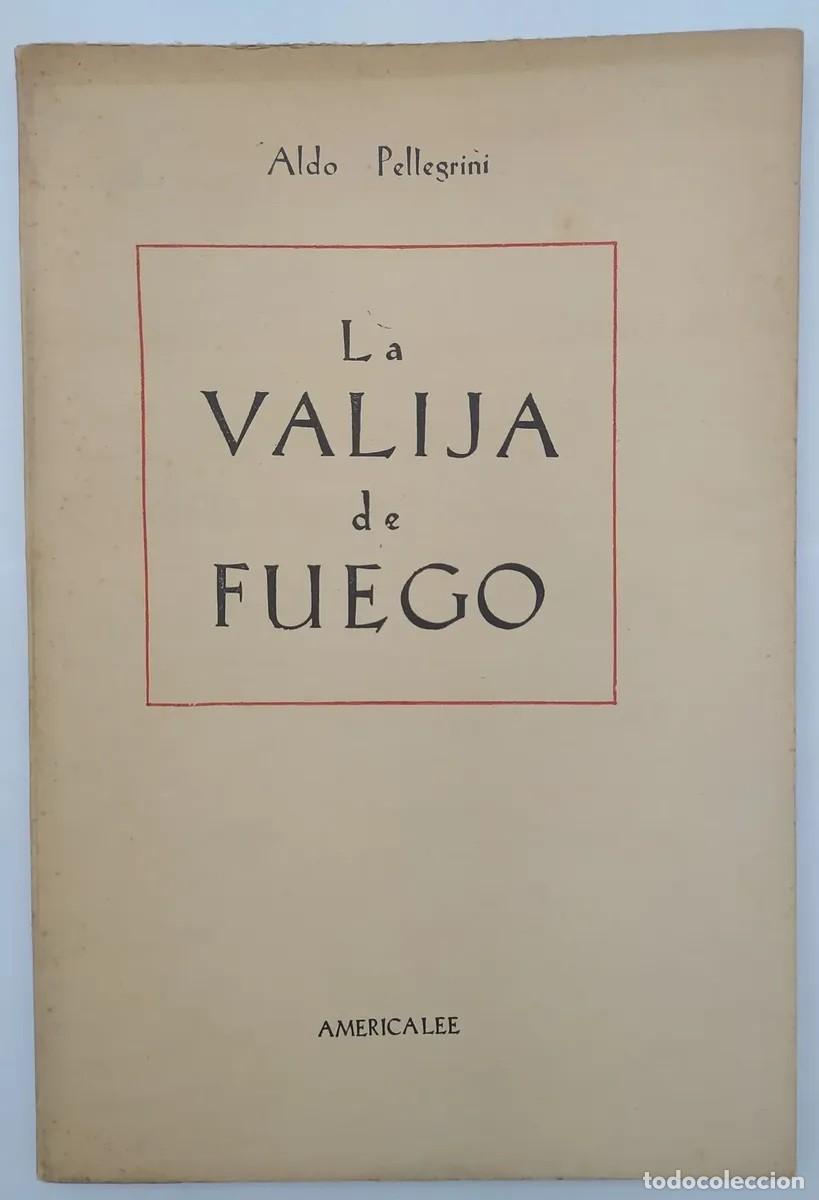 Aldo Pellegrini
La
VALIJA
de
FUEGO
AMERICALEE
todocoleccion